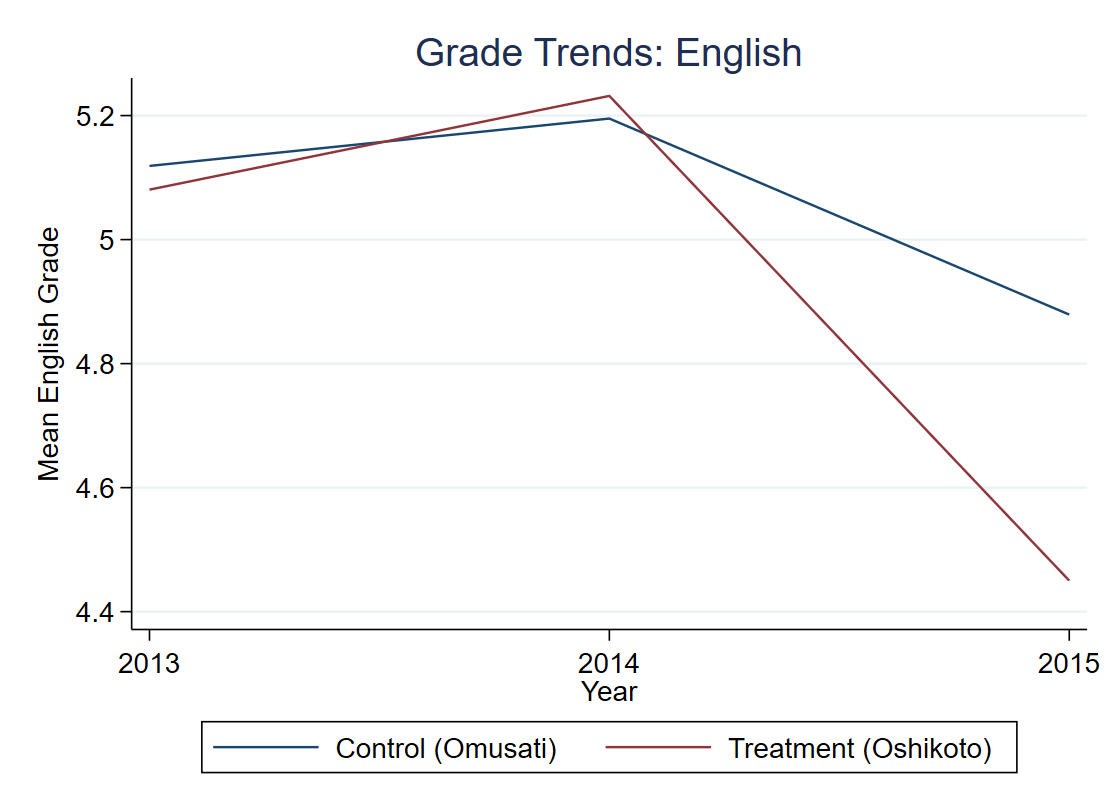 Grade Trends: English
Mean English Grade
5.2
5
4.8
4.6
4.4
2013 2014 2015
Year
Control (Omusati) Treatment (Oshikoto)